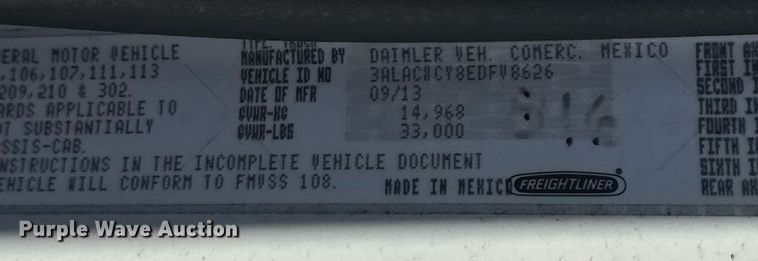 ERAL MOTOR VEHICLE
,106,107,111,113
209,210 & 302.
ARDS APPLICABLE TO
T SUBSTANTIALLY
SSIS-CAB.
NSTRUCTIONS IN THE INCOMPLETE VEHICLE DOCUMENT
EHICLE WILL CONFORM TO FMVSS 108.
MANUFACTURED BY DAIMLER VEH. COMERC. MEXICO
VEHICLE ID NO 3ALACXCY8EDFV8626
DATE OF MFR 09/13
GVWR-KG 14,968
GVWR-LBS 33,000
MADE IN MEXICO FREIGHTLINER
FRONT AX
FIRST I
SECOND I
THIRD I
FOURTH I
FIFTH I
SIXTH I
REAR AX
Purple Wave Auction